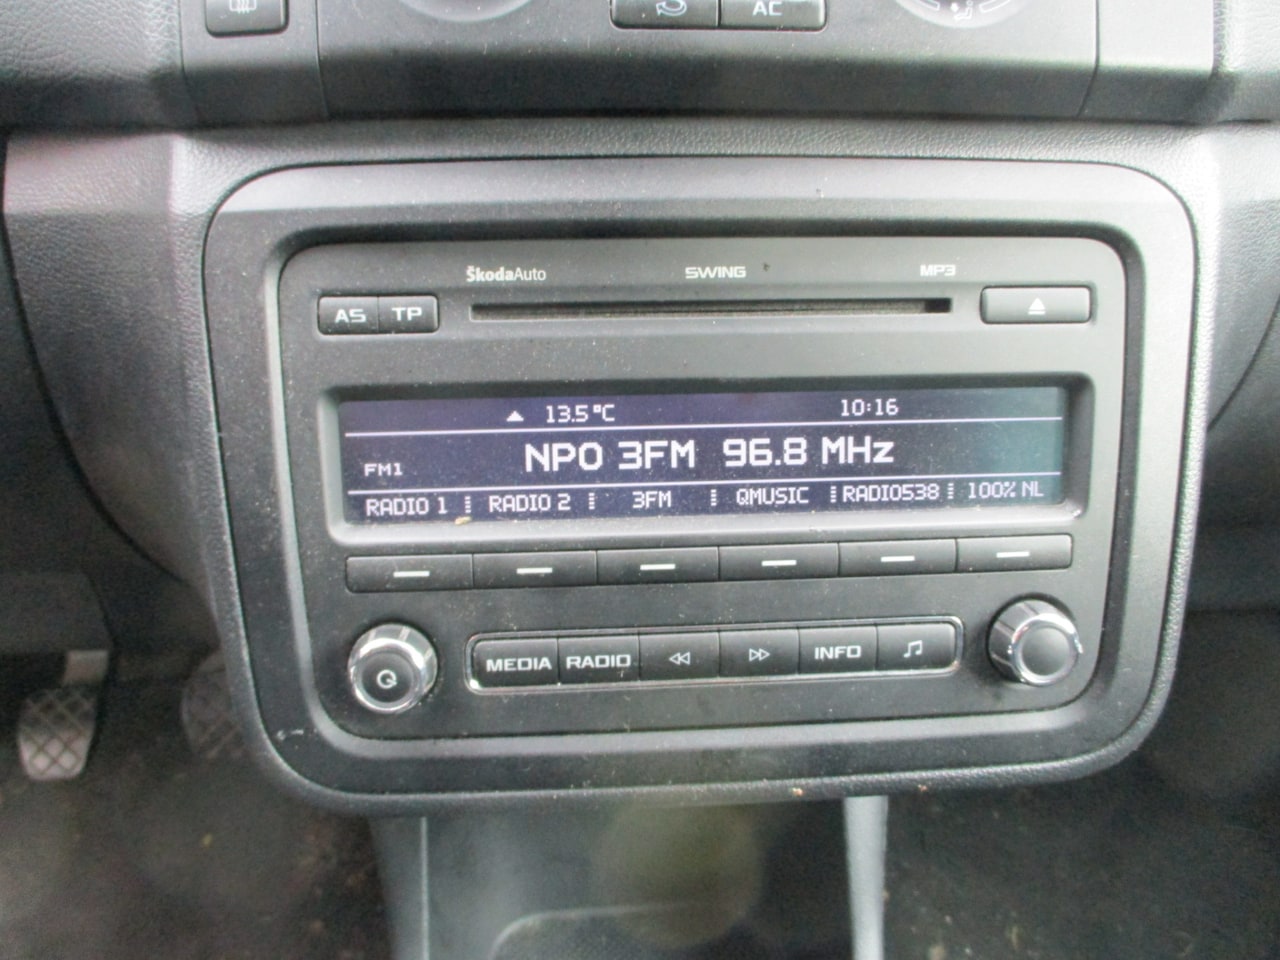 AC
ŠkodaAuto SWING MP3
AS TP
13.5°C 10:16
FM1 NPO 3FM 96.8 MHz
RADIO 1 RADIO 2 3FM QMUSIC RADIO538 100% NL
MEDIA RADIO INFO